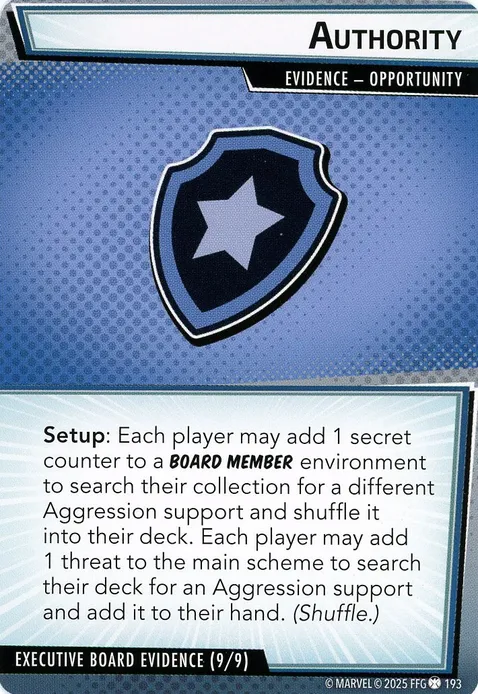 AUTHORITY
EVIDENCE – OPPORTUNITY
Setup: Each player may add 1 secret
counter to a BOARD MEMBER environment
to search their collection for a different
Aggression support and shuffle it
into their deck. Each player may add
1 threat to the main scheme to search
their deck for an Aggression support
and add it to their hand. (Shuffle.)
EXECUTIVE BOARD EVIDENCE (9/9)
© MARVEL © 2025 FFG 193